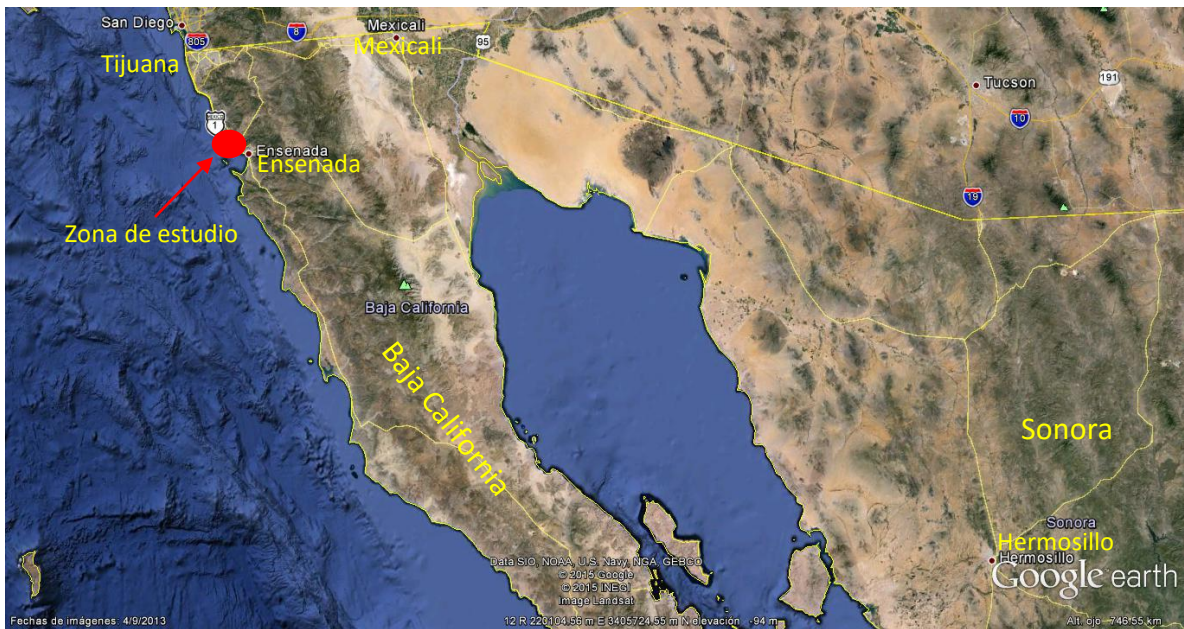 San Diego
805
8
Mexicali
Mexicali
95
Tijuana
Tucson
191
10
1
Ensenada
Ensenada
19
Zona de estudio
Baja California
Baja California
Sonora
Sonora
Hermosillo
Hermosillo
Data SIO, NOAA, U.S. Navy, NGA, GEBCO
© 2015 Google
© 2015 INEGI
Image Landsat
Google earth
Fechas de imágenes: 4/9/2013
12 R 220104.56 m E 3405724.55 m N elevación -94 m
Alt. ojo 746.55 km